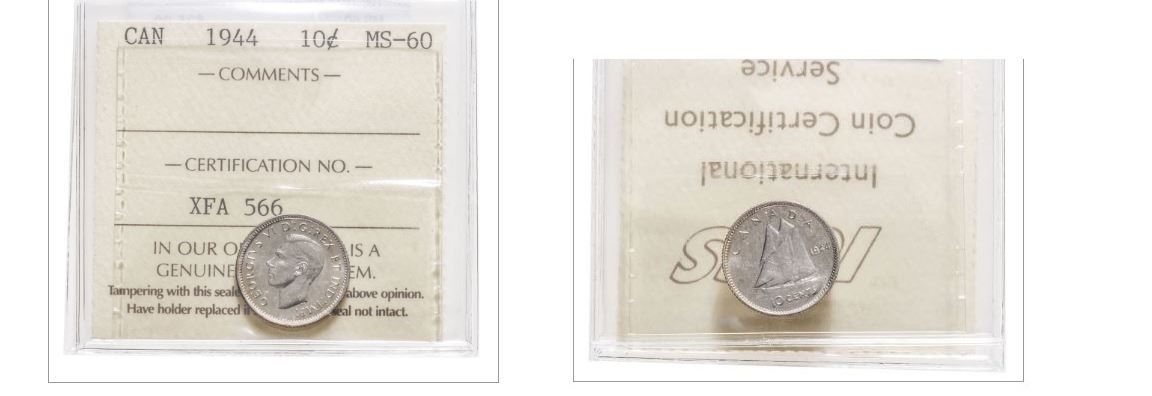 CAN 1944 10¢ MS-60
— COMMENTS —
— CERTIFICATION NO. —
XFA 566
IN OUR IS A
GENUINE
Tampering with this seal above opinion.
Have holder replaced seal not intact.
GEORGIVS VI D:G:REX ET IND:IMP:
Service
Coin Certification
International
ICCS
CANADA
1944
10 CENTS